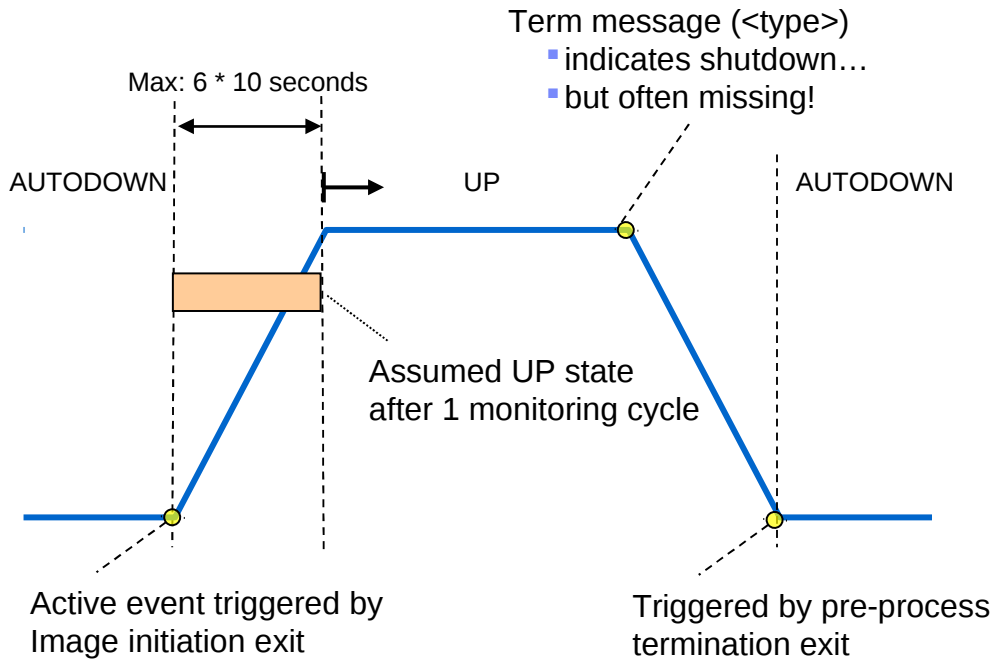 Term message (<type>)
▪ indicates shutdown…
▪ but often missing!
Max: 6 * 10 seconds
AUTODOWN
UP
AUTODOWN
Assumed UP state
after 1 monitoring cycle
Active event triggered by
Image initiation exit
Triggered by pre-process
termination exit